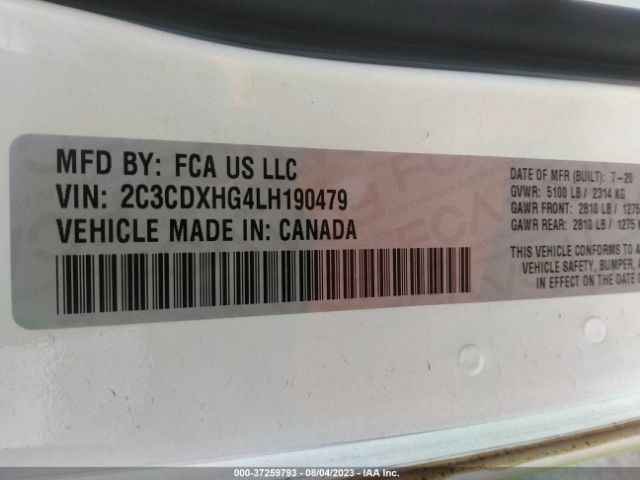 MFD BY: FCA US LLC
VIN: 2C3CDXHG4LH190479
VEHICLE MADE IN: CANADA
DATE OF MFR (BUILT): 7-20
GVWR: 5100 LB / 2314 KG
GAWR FRONT: 2810 LB / 1275
GAWR REAR: 2810 LB / 1275
THIS VEHICLE CONFORMS TO A
VEHICLE SAFETY, BUMPER, A
IN EFFECT ON THE DATE
000-37259793 - 08/04/2023 - IAA Inc.